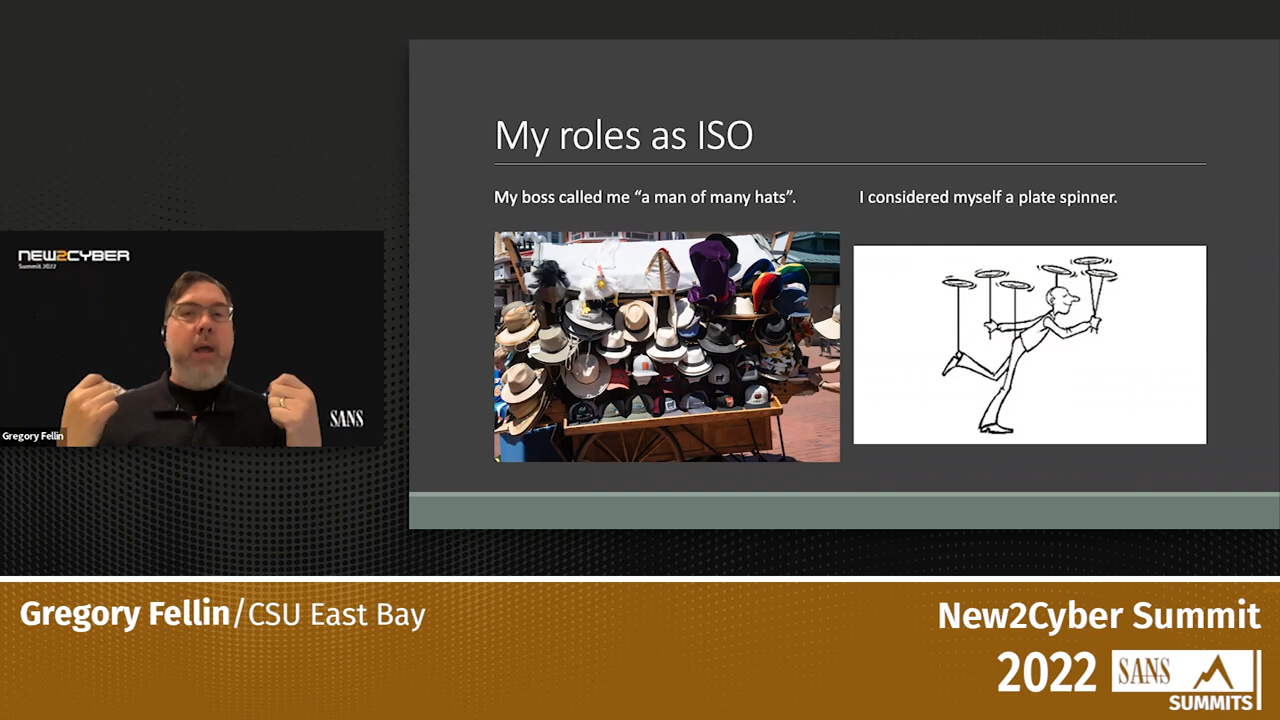 My roles as ISO
My boss called me “a man of many hats”.
I considered myself a plate spinner.
NEW2CYBER
Summit 2022
SANS
Gregory Fellin
Gregory Fellin/CSU East Bay
New2Cyber Summit
2022
SANS
SUMMITS